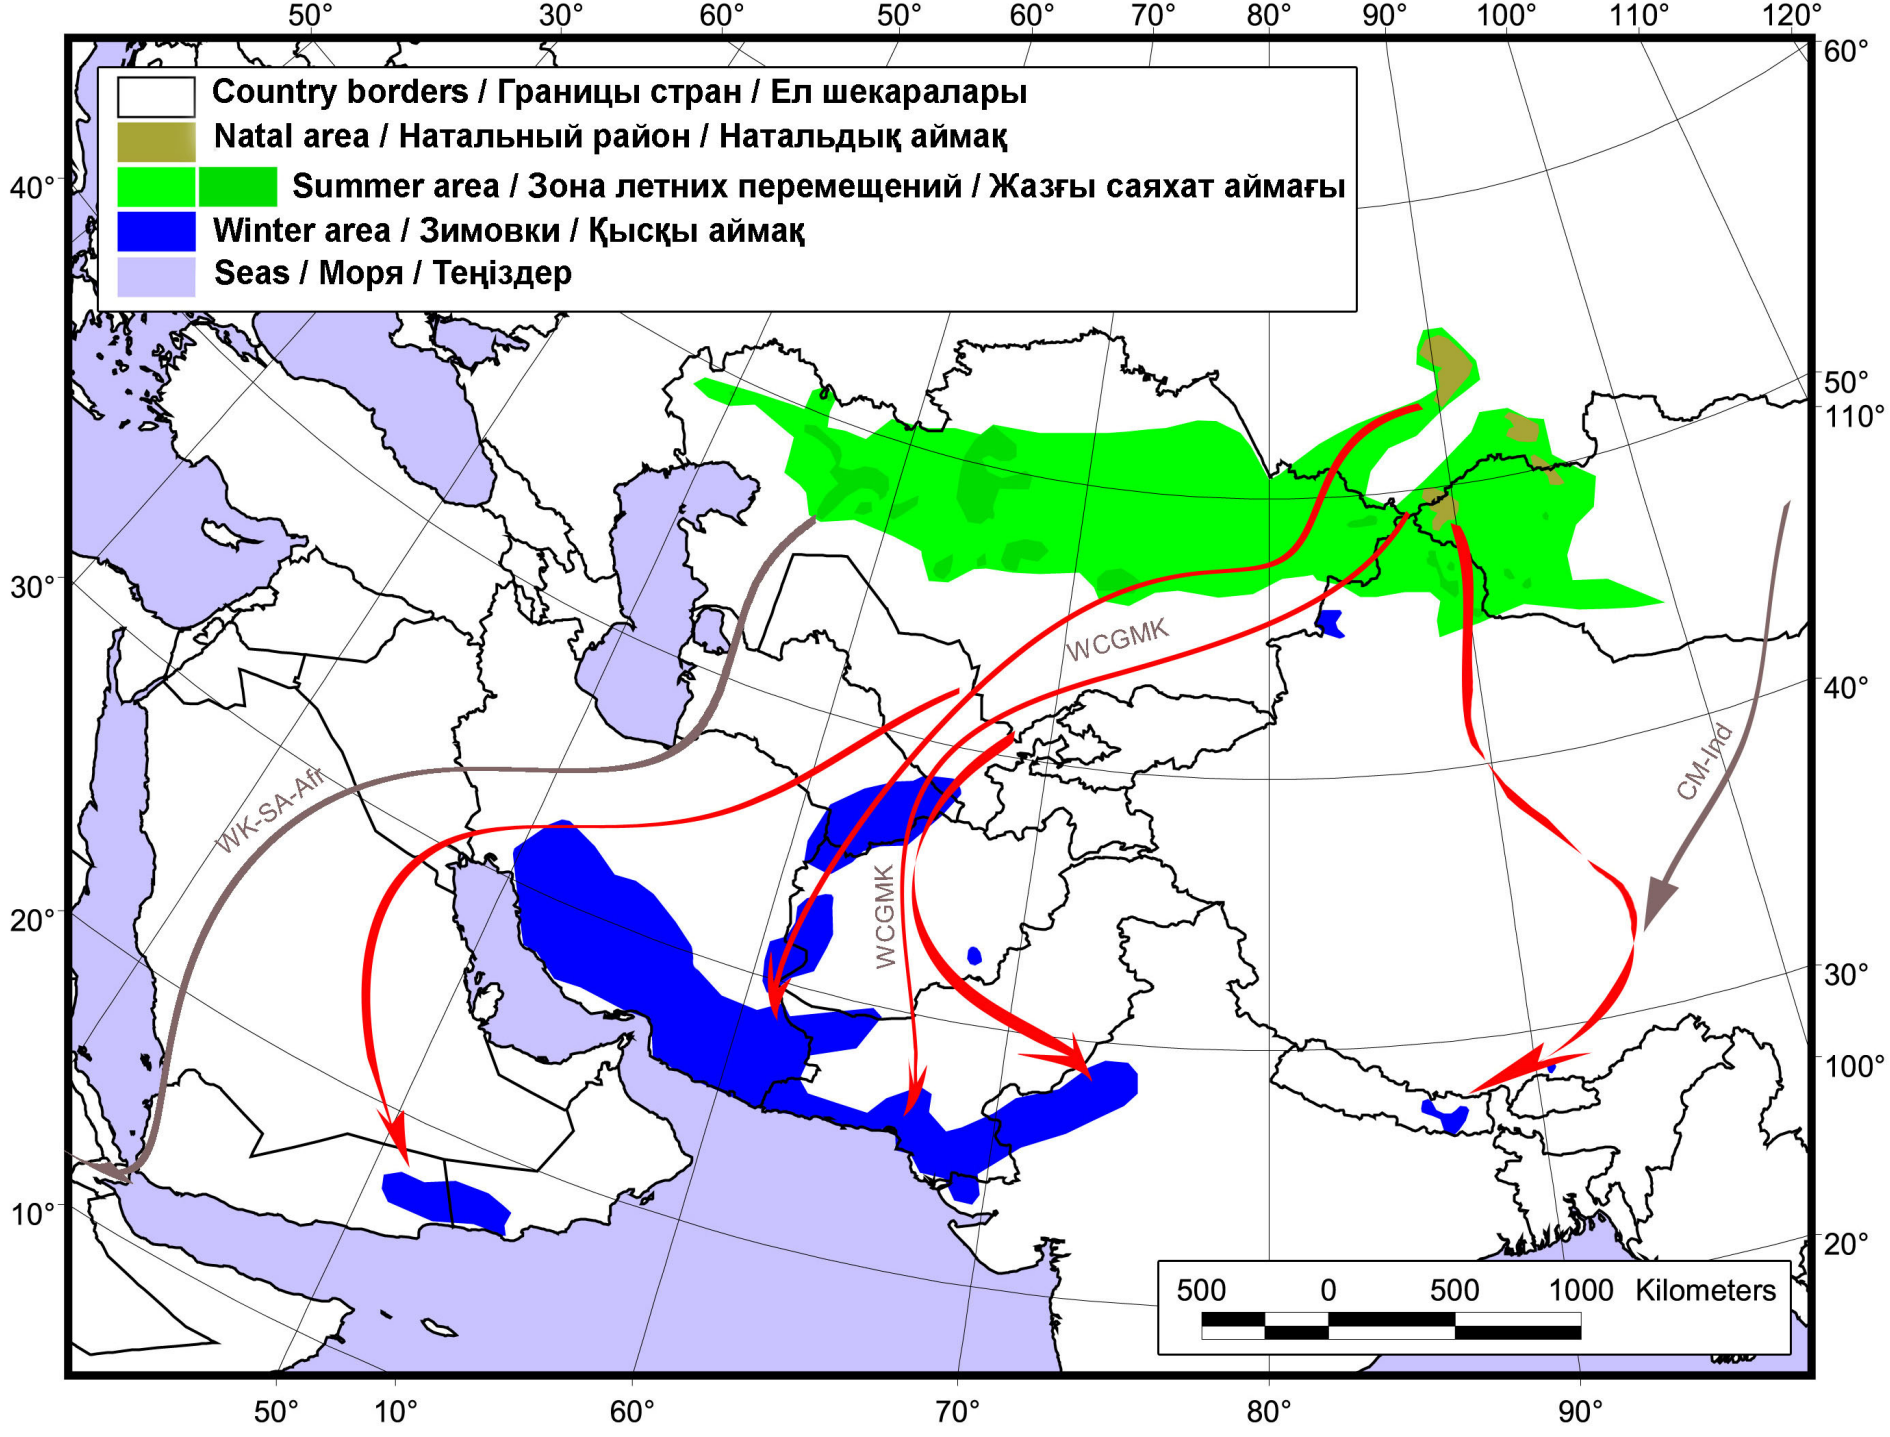 50° 30° 60° 50° 60° 70° 80° 90° 100° 110° 120°
60°
Country borders / Границы стран / Ел шекаралары
Natal area / Натальный район / Натальдық аймақ
Summer area / Зона летних перемещений / Жазғы саяхат аймағы
Winter area / Зимовки / Қысқы аймақ
Seas / Моря / Теңіздер
40°
50°
110°
30°
WCGMK
40°
CM-Ind
WK-SA-Afr
WCGMK
20°
30°
100°
10°
20°
500 0 500 1000 Kilometers
50° 10° 60° 70° 80° 90°